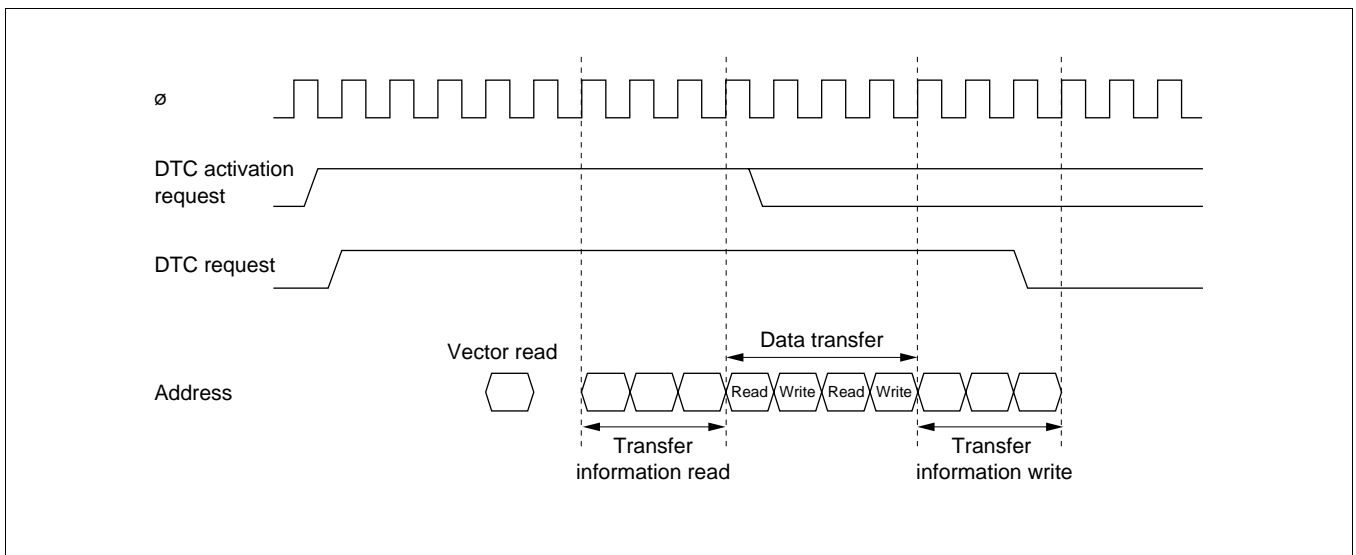 ø
DTC activation
request
DTC request
Data transfer
Vector read
Address
Read Write Read Write
Transfer
information read
Transfer
information write